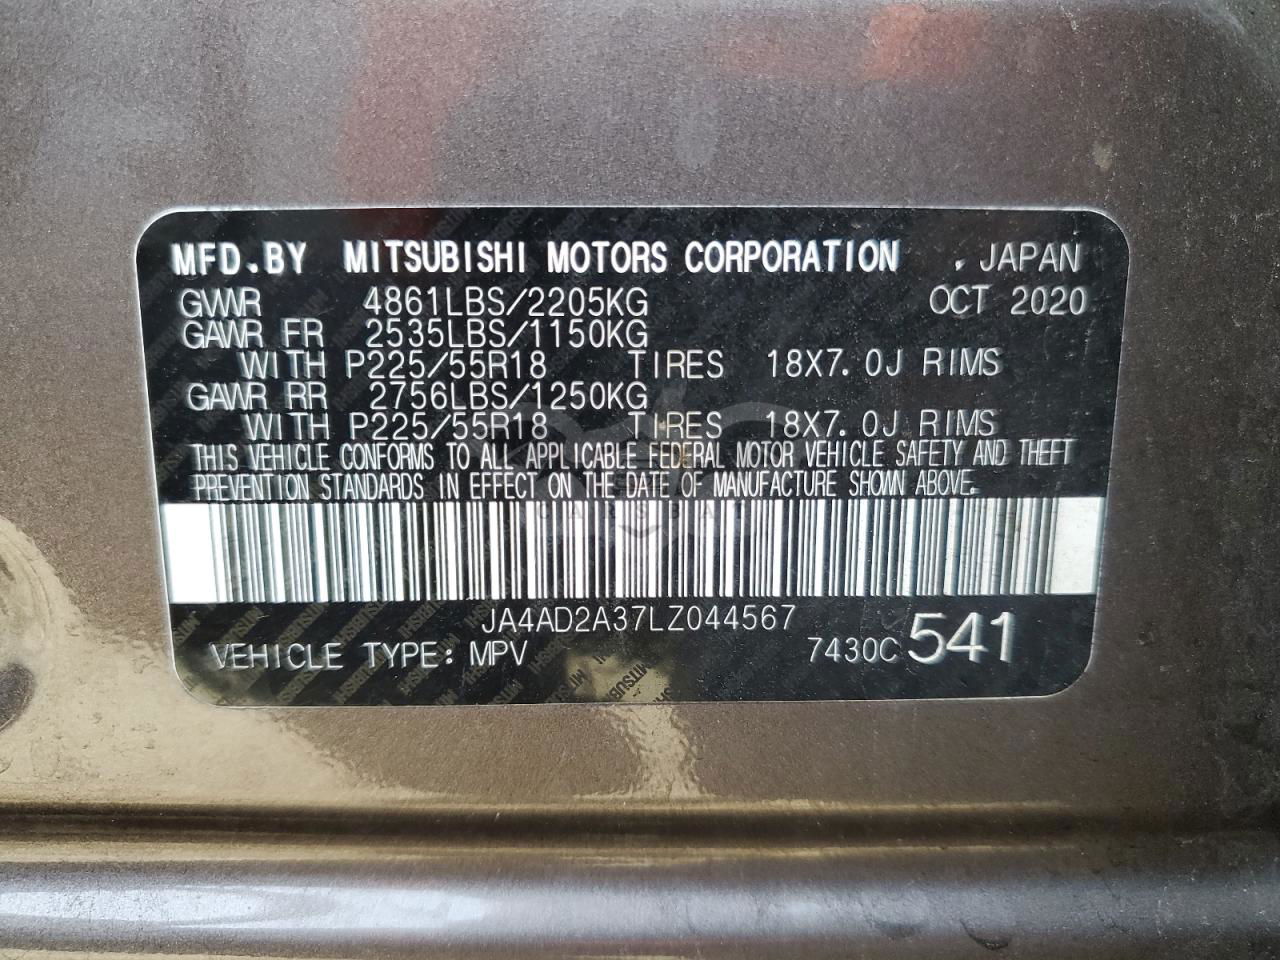 MFD.BY MITSUBISHI MOTORS CORPORATION , JAPAN
GVWR 4861LBS/2205KG OCT 2020
GAWR FR 2535LBS/1150KG
WITH P225/55R18 TIRES 18X7.0J RIMS
GAWR RR 2756LBS/1250KG
WITH P225/55R18 TIRES 18X7.0J RIMS
THIS VEHICLE CONFORMS TO ALL APPLICABLE FEDERAL MOTOR VEHICLE SAFETY AND THEFT
PREVENTION STANDARDS IN EFFECT ON THE DATE OF MANUFACTURE SHOWN ABOVE.
JA4AD2A37LZ044567
VEHICLE TYPE: MPV 7430C 541